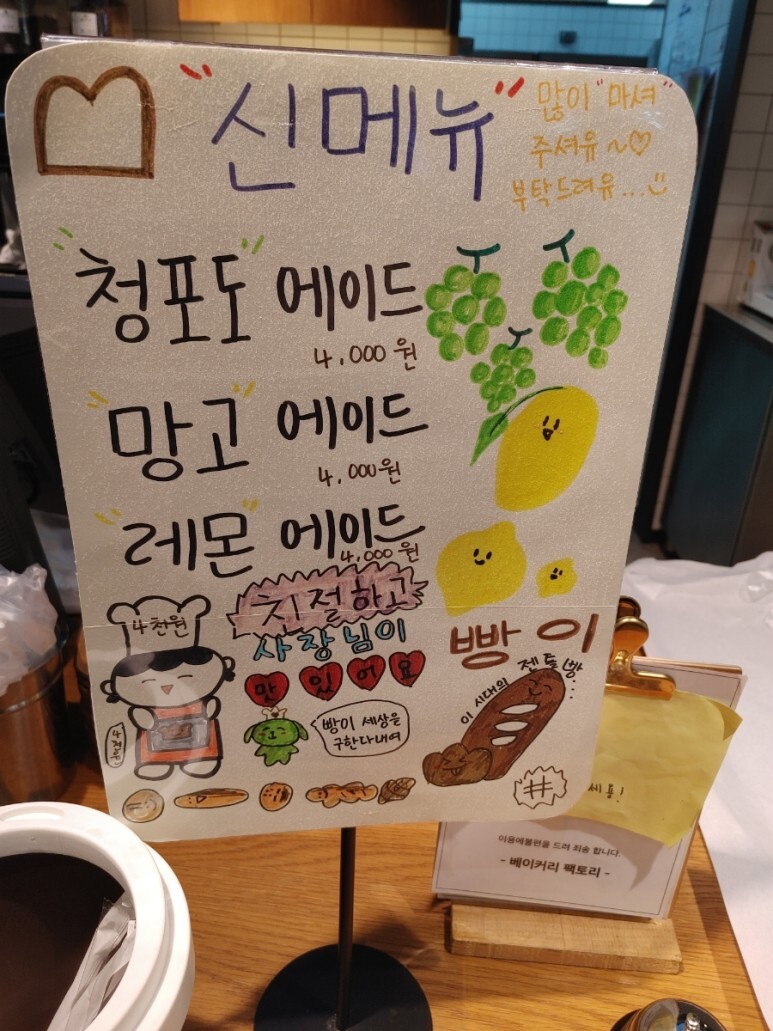 "신메뉴"
많이 "마셔"
주셔유~♡
부탁드려유...
"청포도" 에이드
4,000원
"망고" 에이드
4,000원
"레몬" 에이드
4,000원
친절하고
사장님이
맛있어요
4천원
빵이
이 시대의 젠틀빵...
빵이 세상을
구한다내여
#
이용에불편을 드려 죄송 합니다.
- 베이커리 팩토리 -